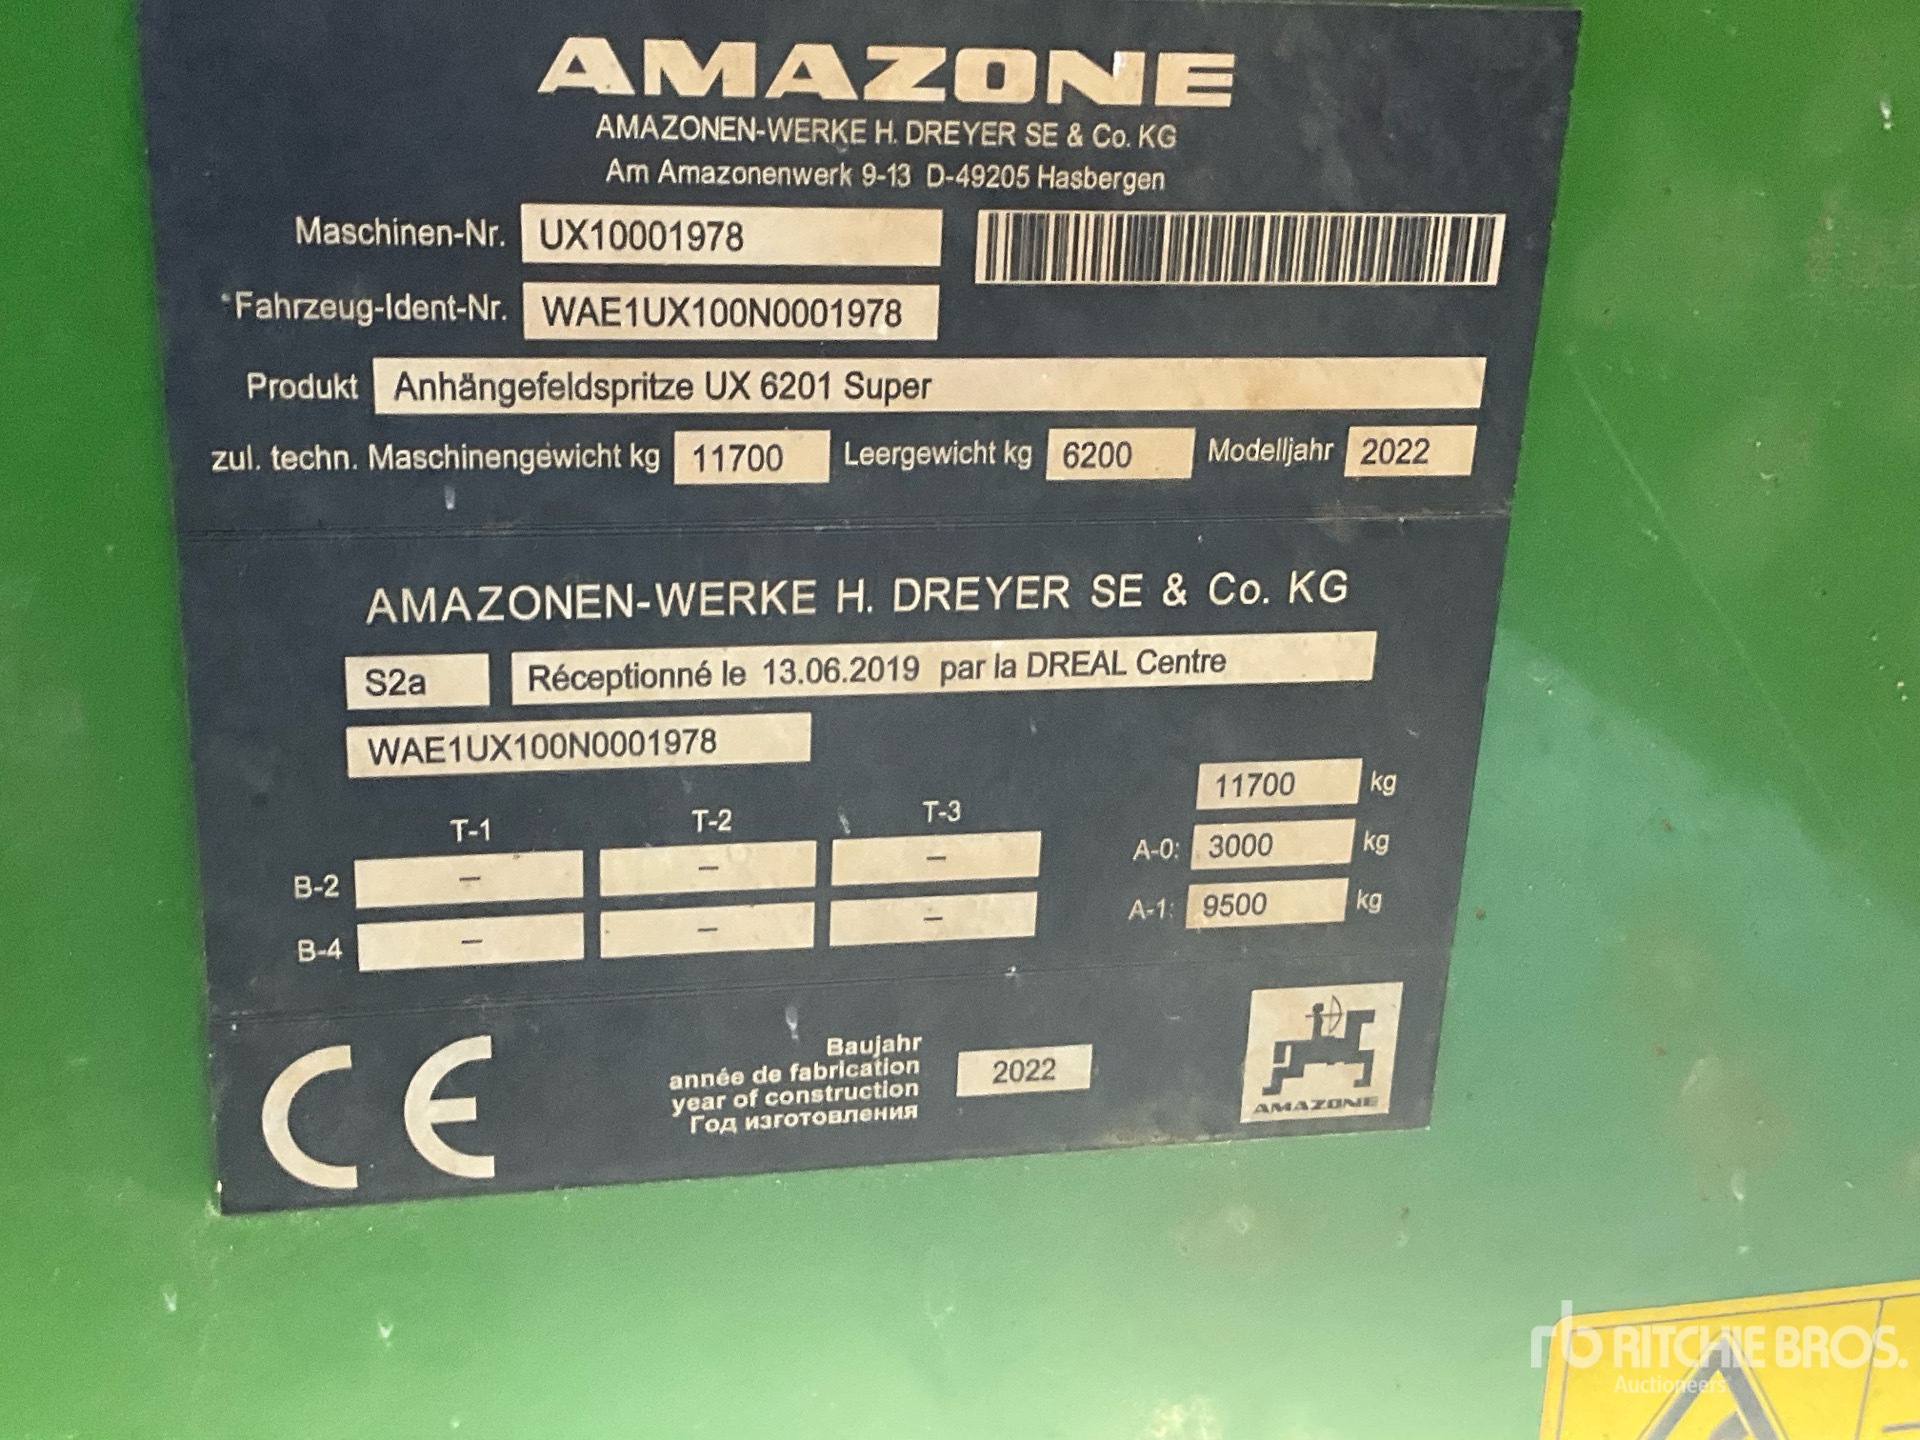 AMAZONE
AMAZONEN-WERKE H. DREYER SE & Co. KG
Am Amazonenwerk 9-13 D-49205 Hasbergen
Maschinen-Nr. UX10001978
*Fahrzeug-Ident-Nr. WAE1UX100N0001978
Produkt Anhängefeldspritze UX 6201 Super
zul. techn. Maschinengewicht kg 11700 Leergewicht kg 6200 Modelljahr 2022
AMAZONEN-WERKE H. DREYER SE & Co. KG
S2a Réceptionné le 13.06.2019 par la DREAL Centre
WAE1UX100N0001978
11700 kg
T-1 T-2 T-3
A-0: 3000 kg
B-2 – – –
A-1: 9500 kg
B-4 – – –
CE
Baujahr
année de fabrication
year of construction
Год изготовления
2022
AMAZONE
rb RITCHIE BROS.
Auctioneers